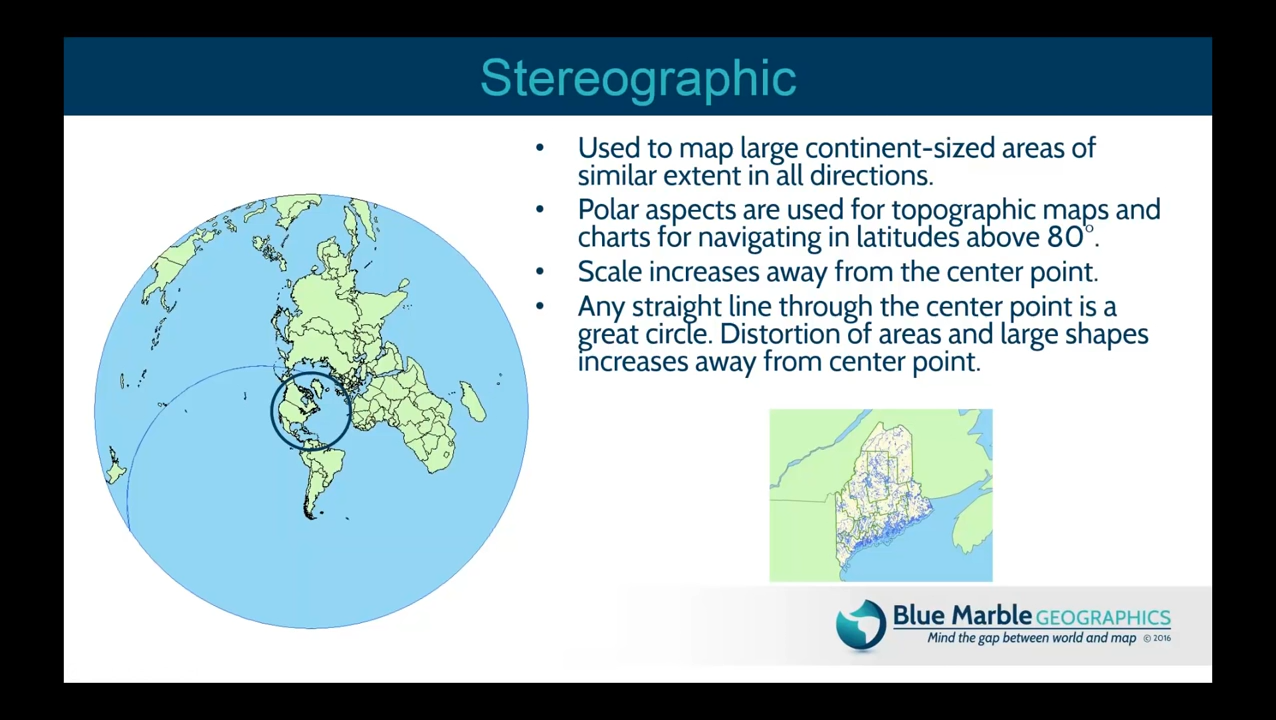 Stereographic
• Used to map large continent-sized areas of
similar extent in all directions.
• Polar aspects are used for topographic maps and
charts for navigating in latitudes above 80°.
• Scale increases away from the center point.
• Any straight line through the center point is a
great circle. Distortion of areas and large shapes
increases away from center point.
Blue Marble GEOGRAPHICS
Mind the gap between world and map © 2016